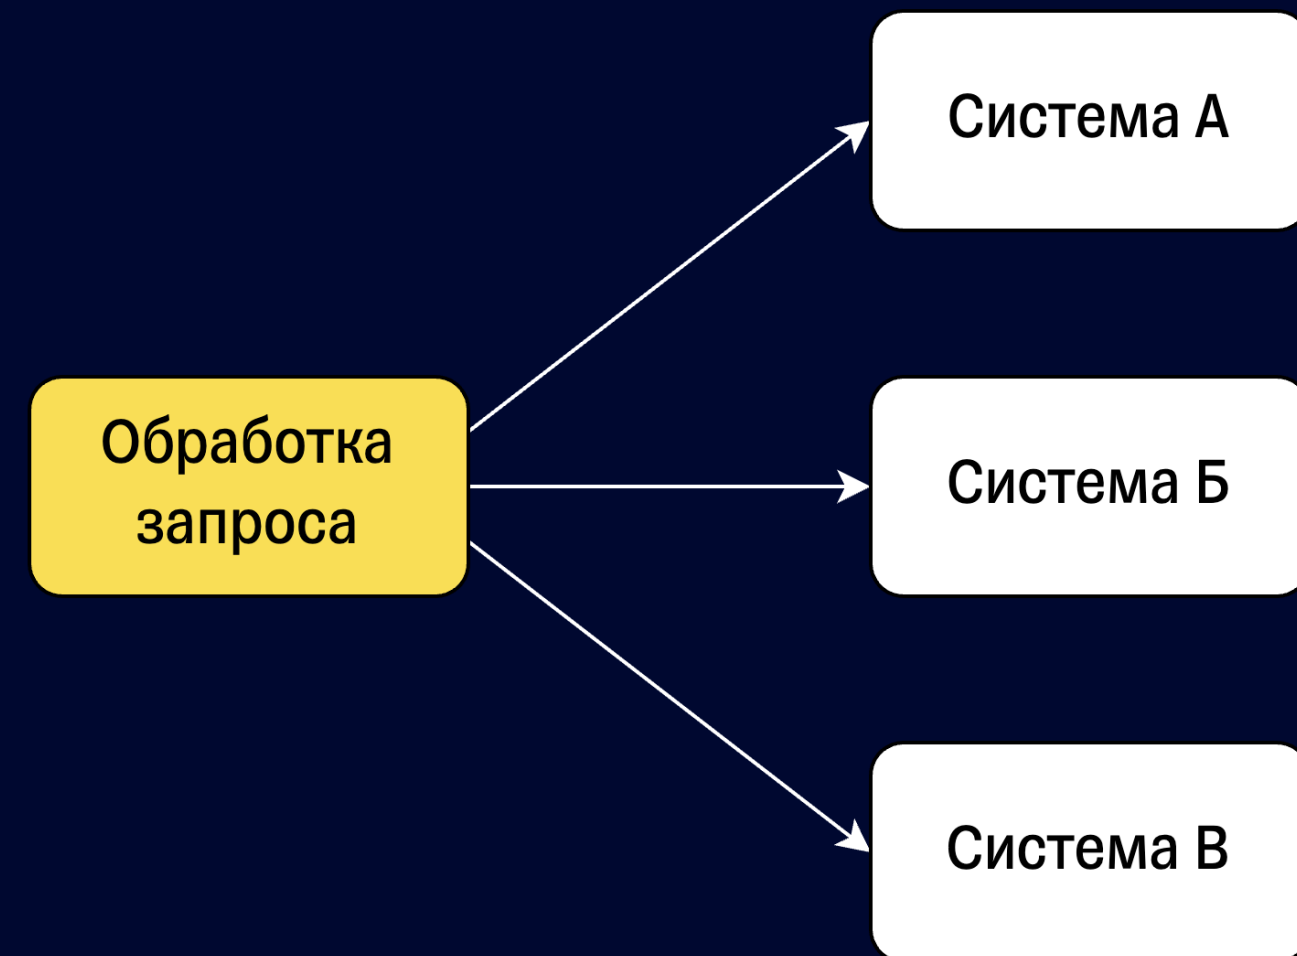 Система А
Обработка
запроса
Система Б
Система В